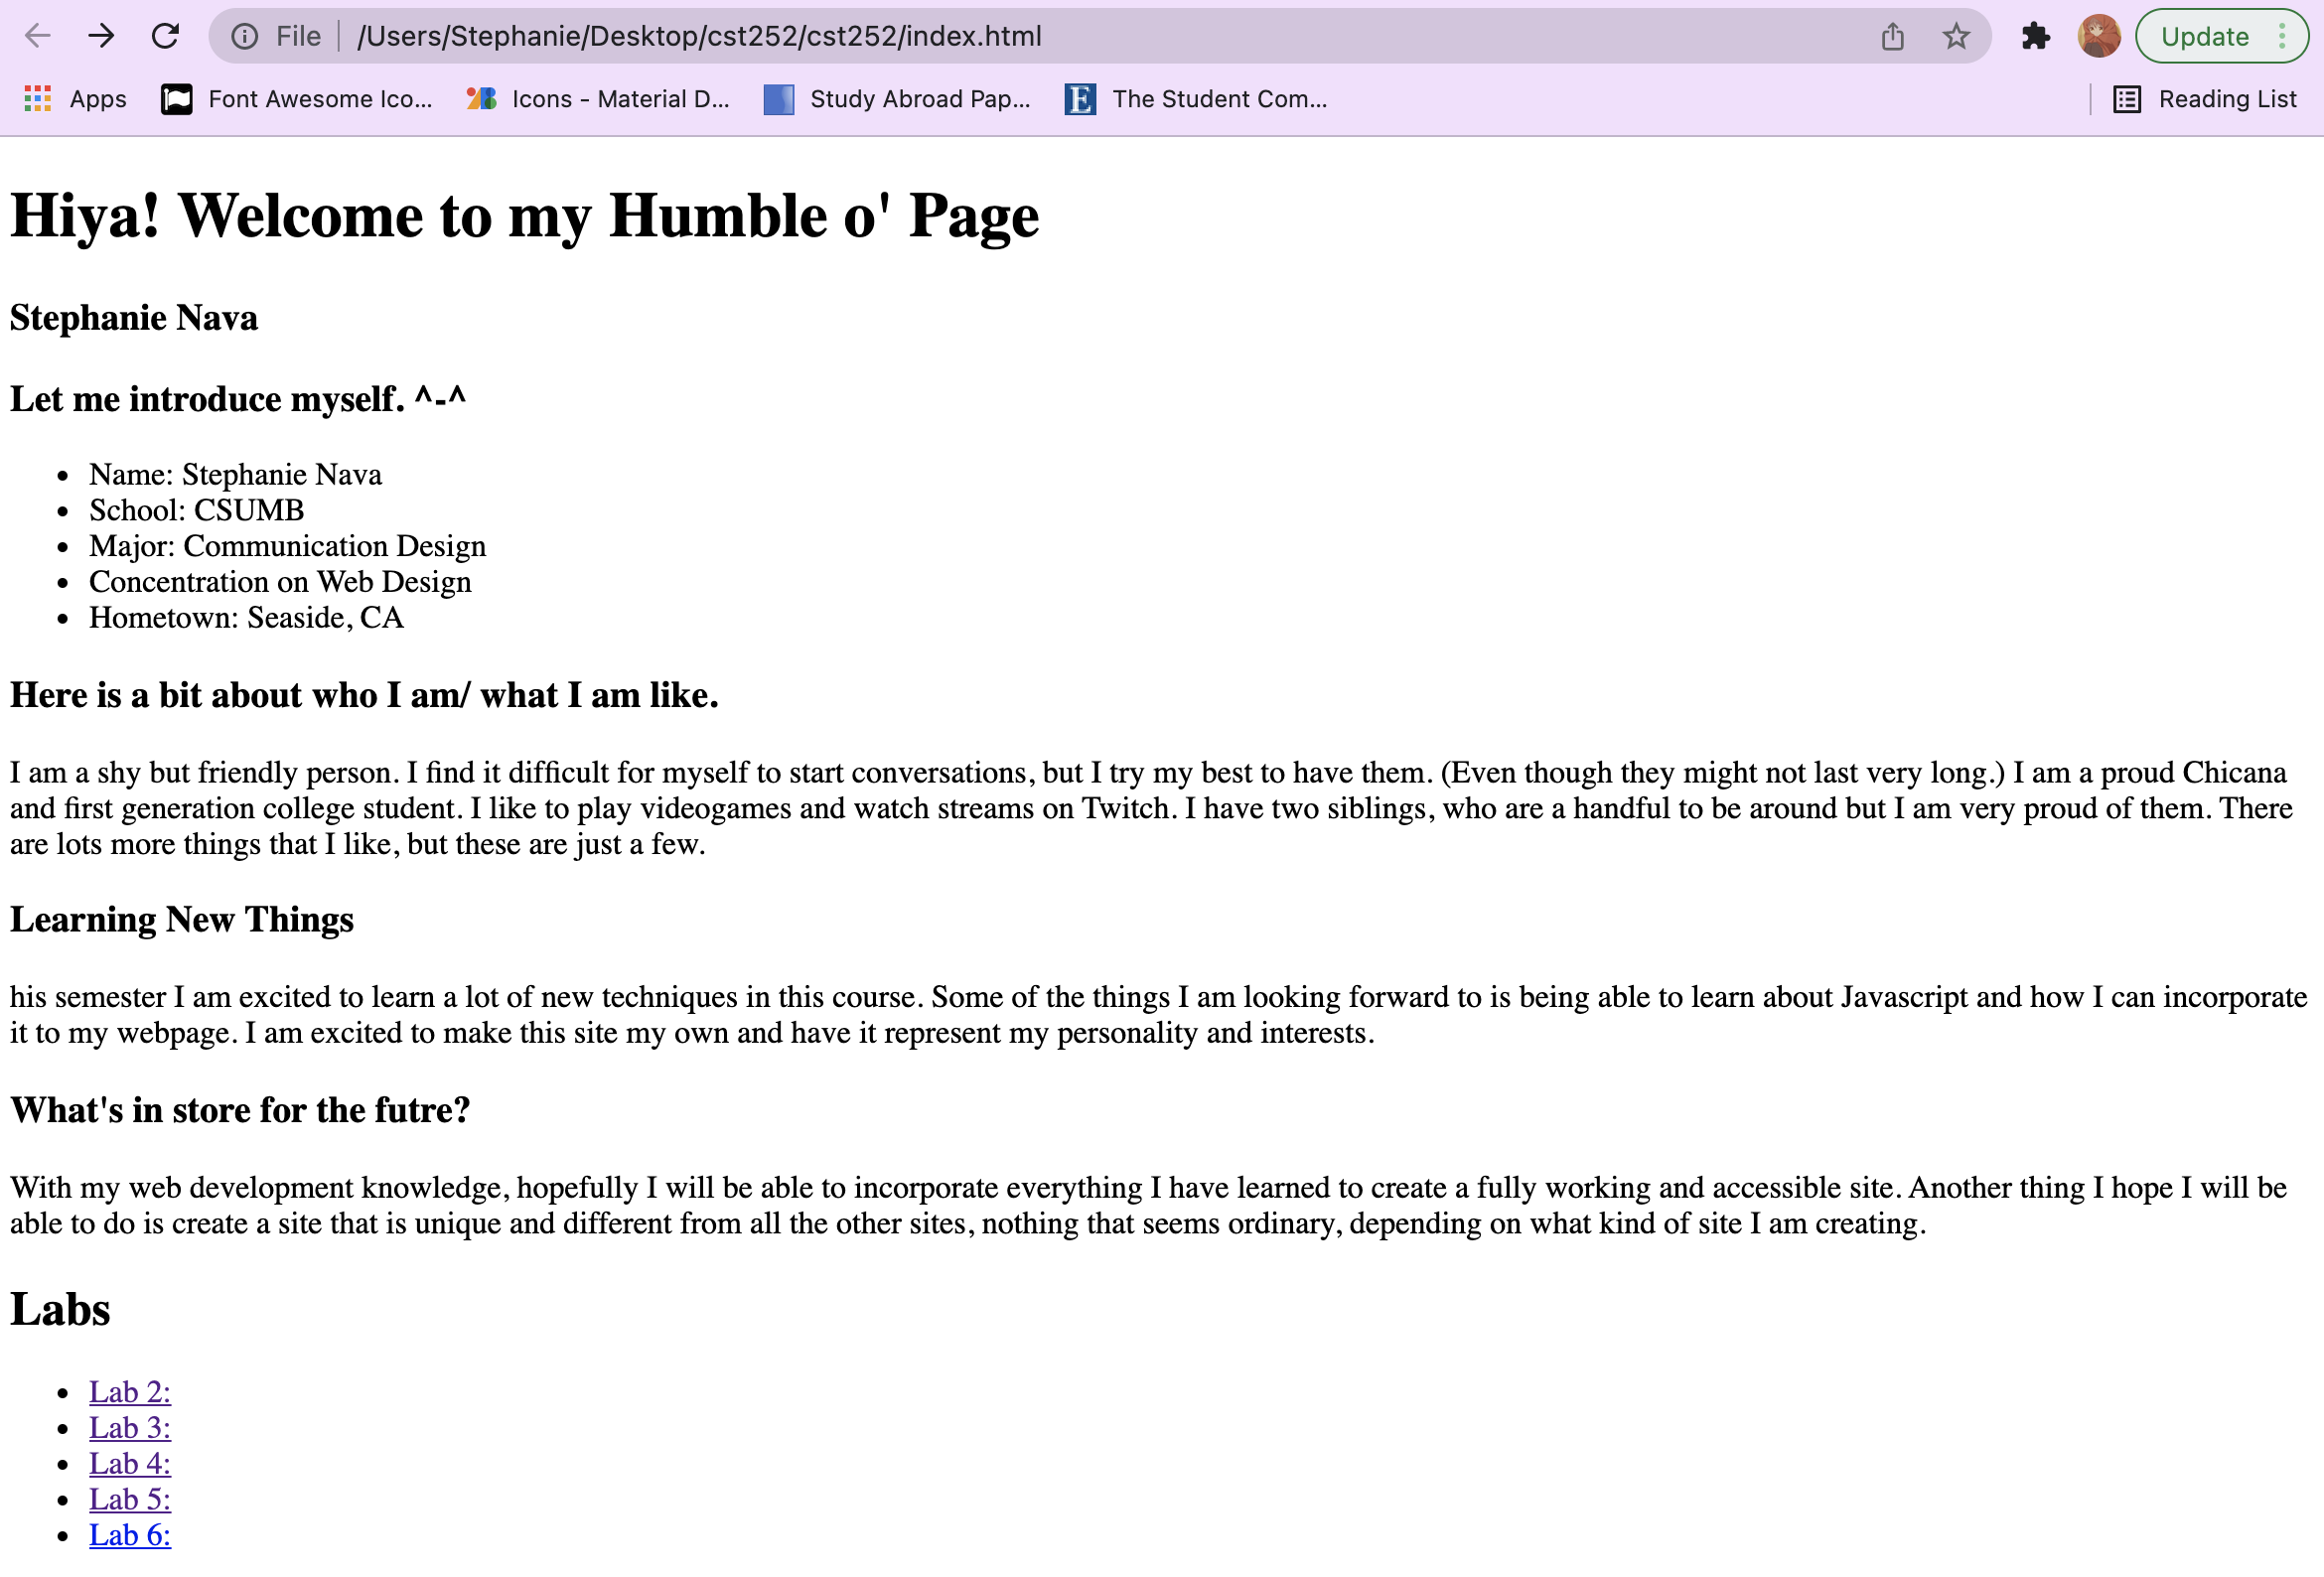 File /Users/Stephanie/Desktop/cst252/cst252/index.html Update
Apps Font Awesome Ico... Icons - Material D... Study Abroad Pap... The Student Com... Reading List
Hiya! Welcome to my Humble o' Page
Stephanie Nava
Let me introduce myself. ^-^
Name: Stephanie Nava
School: CSUMB
Major: Communication Design
Concentration on Web Design
Hometown: Seaside, CA
Here is a bit about who I am/ what I am like.
I am a shy but friendly person. I find it difficult for myself to start conversations, but I try my best to have them. (Even though they might not last very long.) I am a proud Chicana
and first generation college student. I like to play videogames and watch streams on Twitch. I have two siblings, who are a handful to be around but I am very proud of them. There
are lots more things that I like, but these are just a few.
Learning New Things
his semester I am excited to learn a lot of new techniques in this course. Some of the things I am looking forward to is being able to learn about Javascript and how I can incorporate
it to my webpage. I am excited to make this site my own and have it represent my personality and interests.
What's in store for the futre?
With my web development knowledge, hopefully I will be able to incorporate everything I have learned to create a fully working and accessible site. Another thing I hope I will be
able to do is create a site that is unique and different from all the other sites, nothing that seems ordinary, depending on what kind of site I am creating.
Labs
Lab 2:
Lab 3:
Lab 4:
Lab 5:
Lab 6: